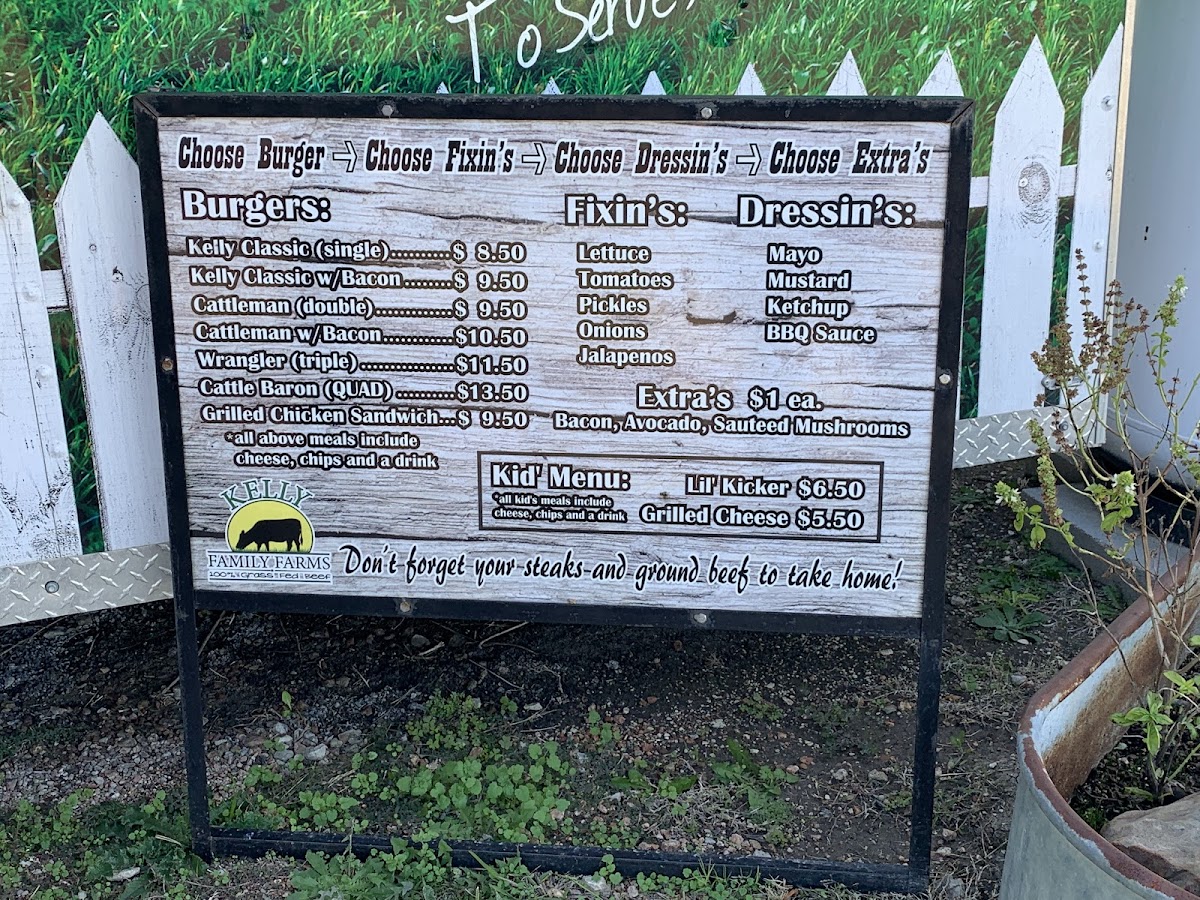 To Serve
Choose Burger → Choose Fixin's → Choose Dressin's → Choose Extra's
Burgers:
Kelly Classic (single).........$ 8.50
Kelly Classic w/Bacon.......$ 9.50
Cattleman (double)...........$ 9.50
Cattleman w/Bacon..........$10.50
Wrangler (triple).............$11.50
Cattle Baron (QUAD).........$13.50
Grilled Chicken Sandwich...$ 9.50
*all above meals include
cheese, chips and a drink
Fixin's:
Lettuce
Tomatoes
Pickles
Onions
Jalapenos
Dressin's:
Mayo
Mustard
Ketchup
BBQ Sauce
Extra's $1 ea.
Bacon, Avocado, Sauteed Mushrooms
Kid' Menu:
*all kid's meals include
cheese, chips and a drink
Lil' Kicker $6.50
Grilled Cheese $5.50
KELLY
FAMILY FARMS
100% Grass Fed Beef
Don't forget your steaks and ground beef to take home!